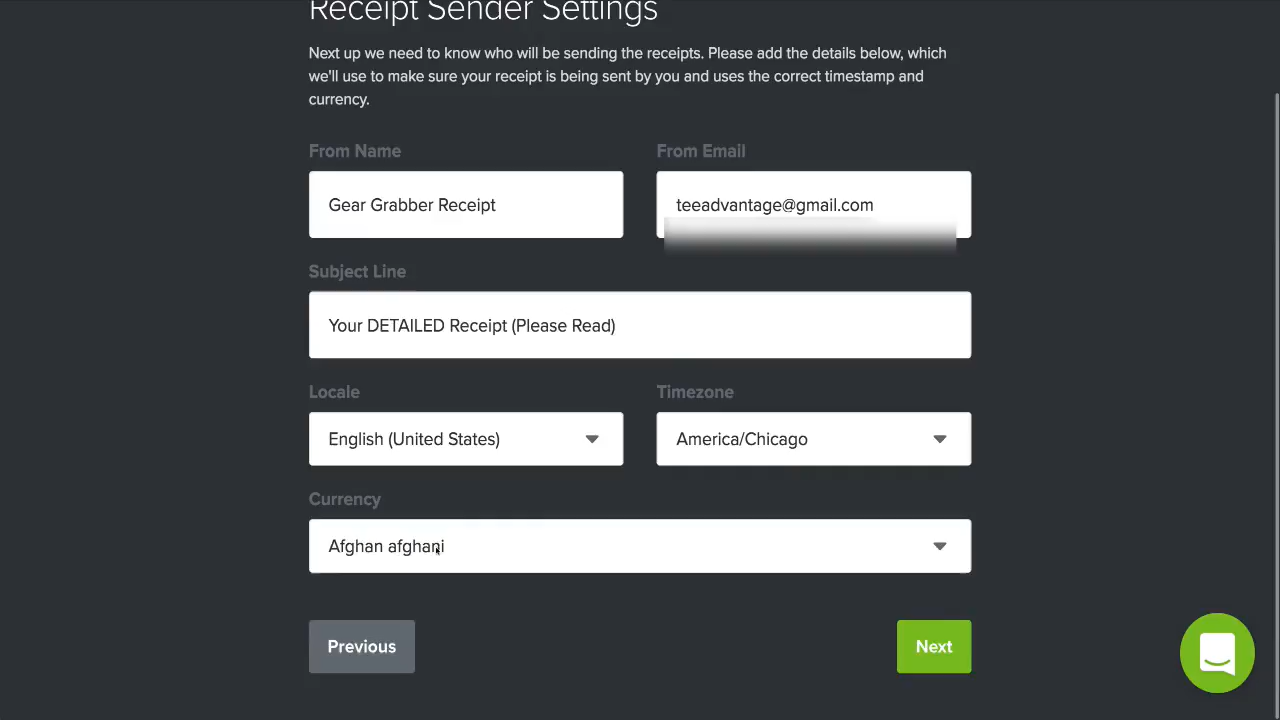 Receipt Sender Settings
Next up we need to know who will be sending the receipts. Please add the details below, which
we'll use to make sure your receipt is being sent by you and uses the correct timestamp and
currency.
From Name
From Email
Gear Grabber Receipt
teeadvantage@gmail.com
Subject Line
Your DETAILED Receipt (Please Read)
Locale
Timezone
English (United States)
America/Chicago
Currency
Afghan afghani
Previous
Next